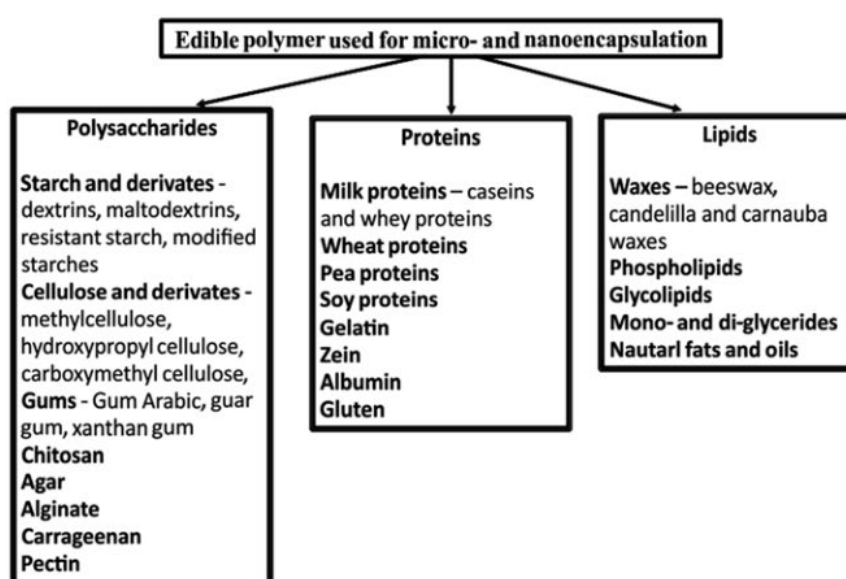 Edible polymer used for micro- and nanoencapsulation
Polysaccharides
Starch and derivates -
dextrins, maltodextrins,
resistant starch, modified
starches
Cellulose and derivates -
methylcellulose,
hydroxypropyl cellulose,
carboxymethyl cellulose,
Gums - Gum Arabic, guar
gum, xanthan gum
Chitosan
Agar
Alginate
Carrageenan
Pectin
Proteins
Milk proteins – caseins
and whey proteins
Wheat proteins
Pea proteins
Soy proteins
Gelatin
Zein
Albumin
Gluten
Lipids
Waxes – beeswax,
candelilla and carnauba
waxes
Phospholipids
Glycolipids
Mono- and di-glycerides
Nautarl fats and oils